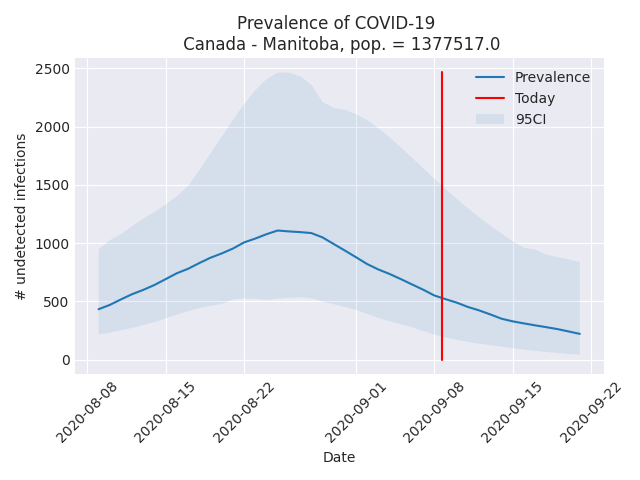 Prevalence of COVID-19
Canada - Manitoba, pop. = 1377517.0
Prevalence
Today
95CI
# undetected infections
2500
2000
1500
1000
500
0
2020-08-08
2020-08-15
2020-08-22
2020-09-01
2020-09-08
2020-09-15
2020-09-22
Date